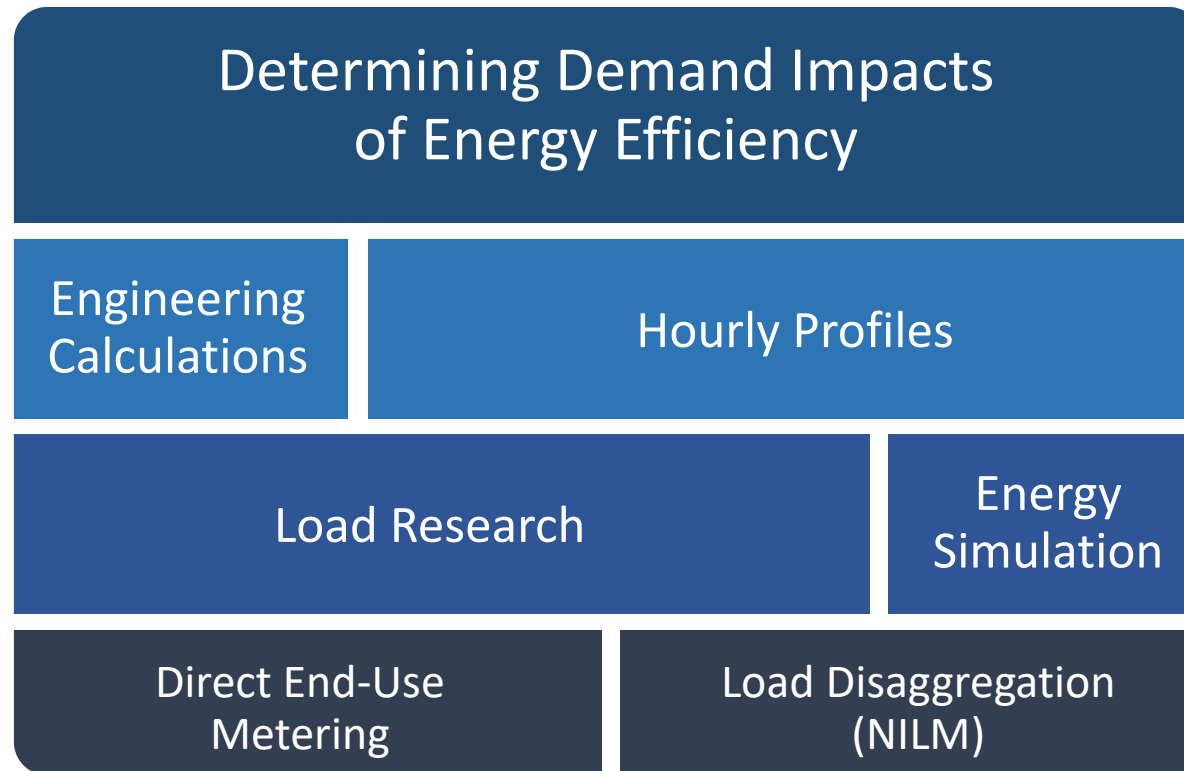 Determining Demand Impacts
of Energy Efficiency
Engineering
Calculations
Hourly Profiles
Load Research
Energy
Simulation
Direct End-Use
Metering
Load Disaggregation
(NILM)